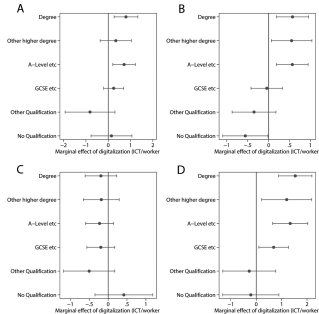 A
Degree
Other higher degree
A−Level etc
GCSE etc
Other Qualification
No Qualification
−2 −1 0 1 2
Marginal effect of digitalization (ICT/worker
B
Degree
Other higher degree
A−Level etc
GCSE etc
Other Qualification
No Qualification
−1 −.5 0 .5 1
Marginal effect of digitalization (ICT/worker
C
Degree
Other higher degree
A−Level etc
GCSE etc
Other Qualification
No Qualification
−1 −.5 0 .5 1
Marginal effect of digitalization (ICT/worker
D
Degree
Other higher degree
A−Level etc
GCSE etc
Other Qualification
No Qualification
−1 0 1 2
Marginal effect of digitalization (ICT/worker